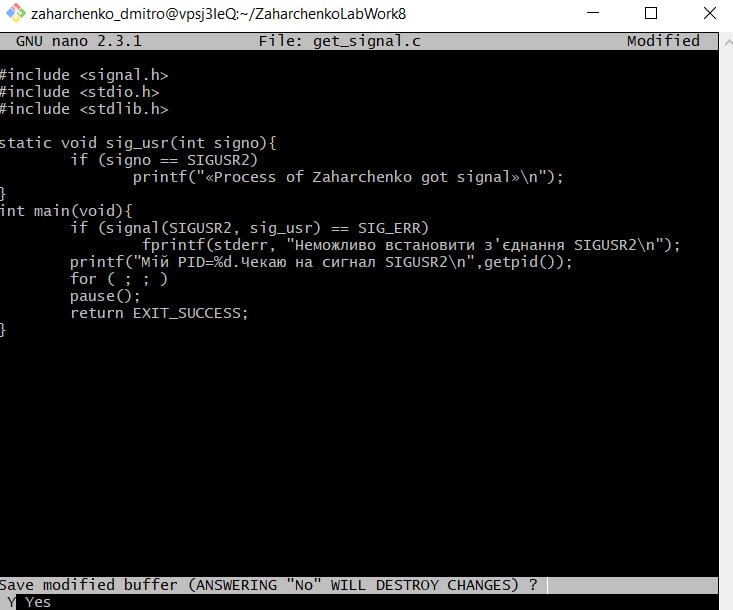 zaharchenko_dmitro@vpsj3IeQ:~/ZaharchenkoLabWork8
GNU nano 2.3.1 File: get_signal.c Modified
#include <signal.h>
#include <stdio.h>
#include <stdlib.h>
static void sig_usr(int signo){
if (signo == SIGUSR2)
printf("«Process of Zaharchenko got signal»\n");
}
int main(void){
if (signal(SIGUSR2, sig_usr) == SIG_ERR)
fprintf(stderr, "Неможливо встановити з'єднання SIGUSR2\n");
printf("Мій PID=%d.Чекаю на сигнал SIGUSR2\n",getpid());
for ( ; ; )
pause();
return EXIT_SUCCESS;
}
Save modified buffer (ANSWERING "No" WILL DESTROY CHANGES) ?
Y Yes